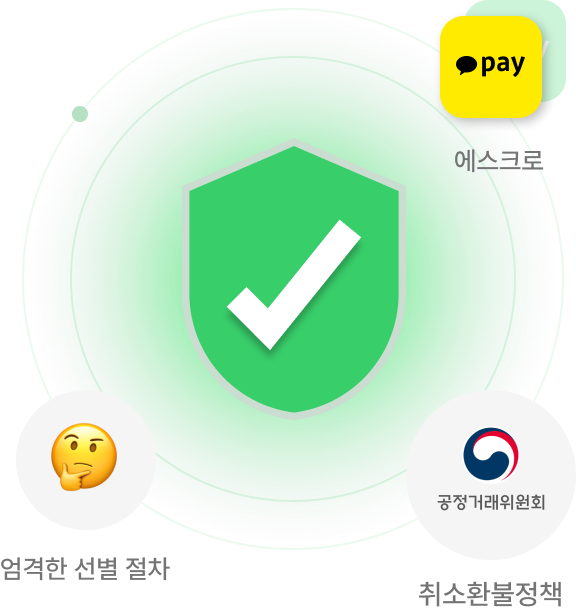 pay
에스크로
공정거래위원회
엄격한 선별 절차
취소환불정책